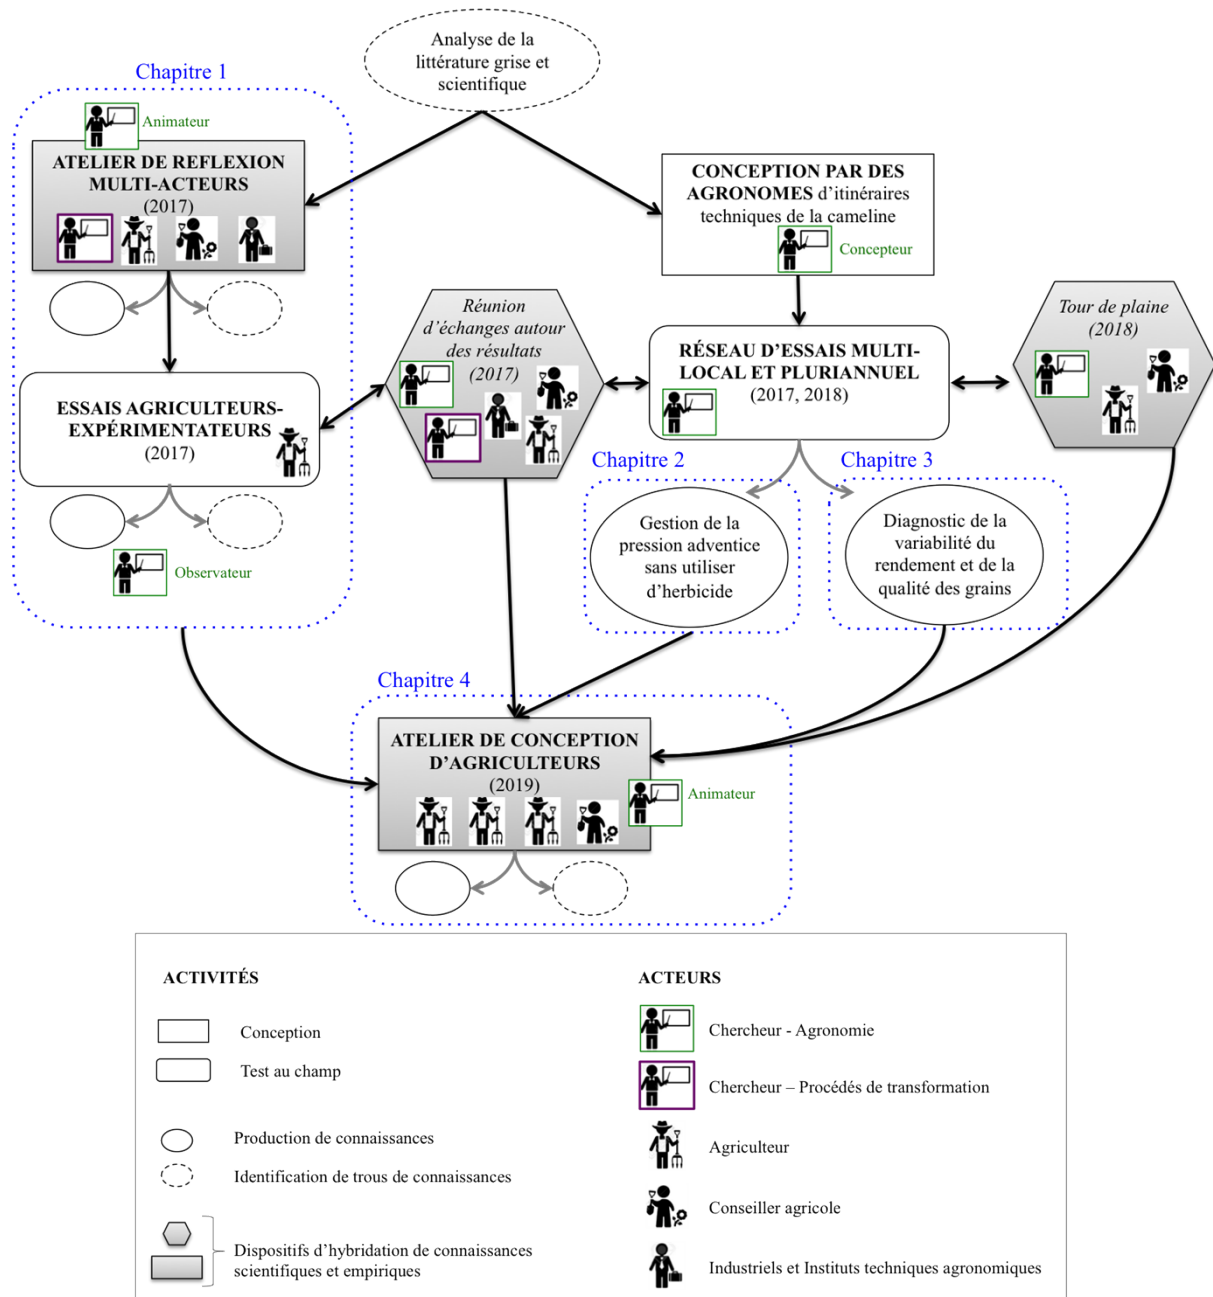 Analyse de la
littérature grise et
scientifique
Chapitre 1
Animateur
ATELIER DE REFLEXION
MULTI-ACTEURS
(2017)
CONCEPTION PAR DES
AGRONOMES d'itinéraires
techniques de la cameline
Concepteur
Réunion
d'échanges autour
des résultats
(2017)
RÉSEAU D'ESSAIS MULTI-
LOCAL ET PLURIANNUEL
(2017, 2018)
Tour de plaine
(2018)
ESSAIS AGRICULTEURS-
EXPÉRIMENTATEURS
(2017)
Observateur
Chapitre 2
Gestion de la
pression adventice
sans utiliser
d'herbicide
Chapitre 3
Diagnostic de la
variabilité du
rendement et de la
qualité des grains
Chapitre 4
ATELIER DE CONCEPTION
D'AGRICULTEURS
(2019)
Animateur
ACTIVITÉS
Conception
Test au champ
Production de connaissances
Identification de trous de connaissances
Dispositifs d'hybridation de connaissances
scientifiques et empiriques
ACTEURS
Chercheur - Agronomie
Chercheur – Procédés de transformation
Agriculteur
Conseiller agricole
Industriels et Instituts techniques agronomiques